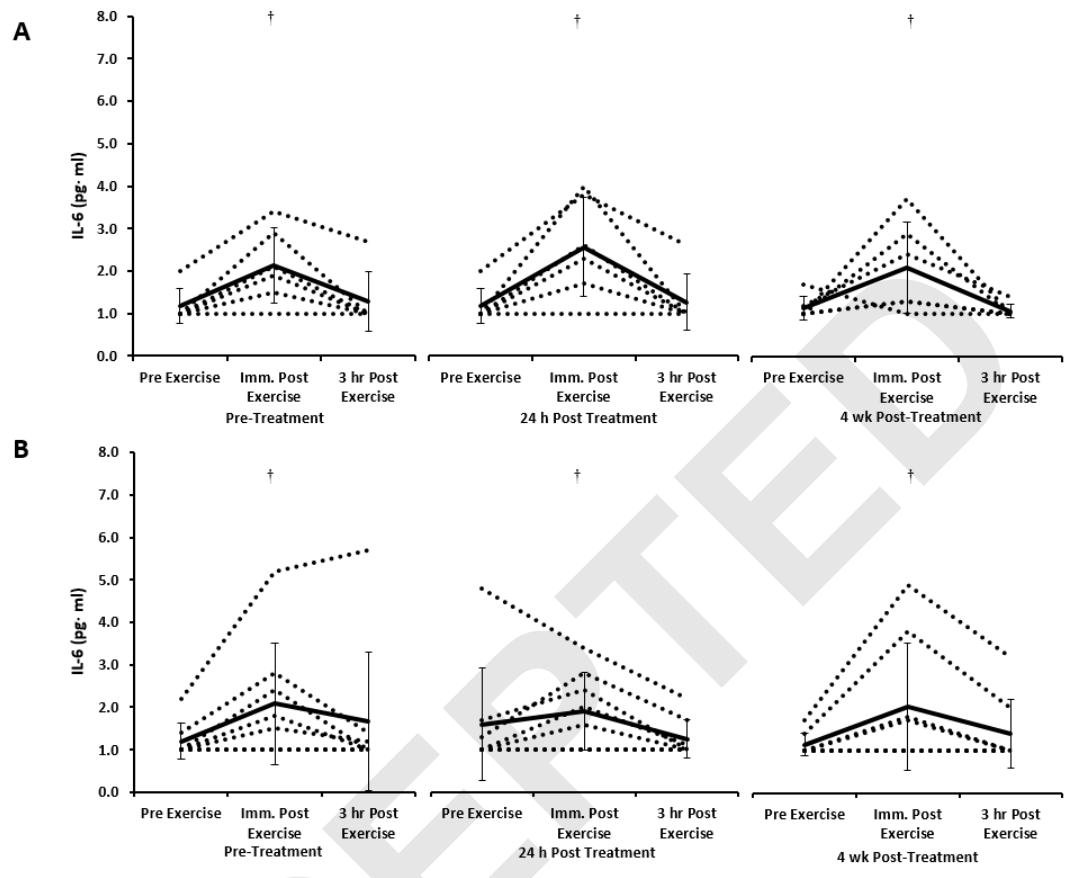 A
†
†
†
8.0
7.0
6.0
5.0
4.0
3.0
2.0
1.0
0.0
IL-6 (pg· ml)
Pre Exercise
Imm. Post
Exercise
3 hr Post
Exercise
Pre-Treatment
Pre Exercise
Imm. Post
Exercise
3 hr Post
Exercise
24 h Post Treatment
Pre Exercise
Imm. Post
Exercise
3 hr Post
Exercise
4 wk Post-Treatment
B
†
†
†
8.0
7.0
6.0
5.0
4.0
3.0
2.0
1.0
0.0
IL-6 (pg· ml)
Pre Exercise
Imm. Post
Exercise
3 hr Post
Exercise
Pre-Treatment
Pre Exercise
Imm. Post
Exercise
3 hr Post
Exercise
24 h Post Treatment
Pre Exercise
Imm. Post
Exercise
3 hr Post
Exercise
4 wk Post-Treatment
EPTED